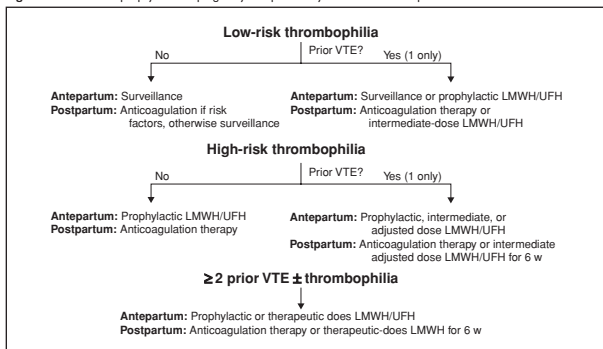 Low-risk thrombophilia
Prior VTE?
No
Yes (1 only)
Antepartum: Surveillance
Postpartum: Anticoagulation if risk
factors, otherwise surveillance
Antepartum: Surveillance or prophylactic LMWH/UFH
Postpartum: Anticoagulation therapy or
intermediate-dose LMWH/UFH
High-risk thrombophilia
Prior VTE?
No
Yes (1 only)
Antepartum: Prophylactic LMWH/UFH
Postpartum: Anticoagulation therapy
Antepartum: Prophylactic, intermediate, or
adjusted dose LMWH/UFH
Postpartum: Anticoagulation therapy or intermediate
adjusted dose LMWH/UFH for 6 w
≥2 prior VTE ± thrombophilia
Antepartum: Prophylactic or therapeutic does LMWH/UFH
Postpartum: Anticoagulation therapy or therapeutic-does LMWH for 6 w